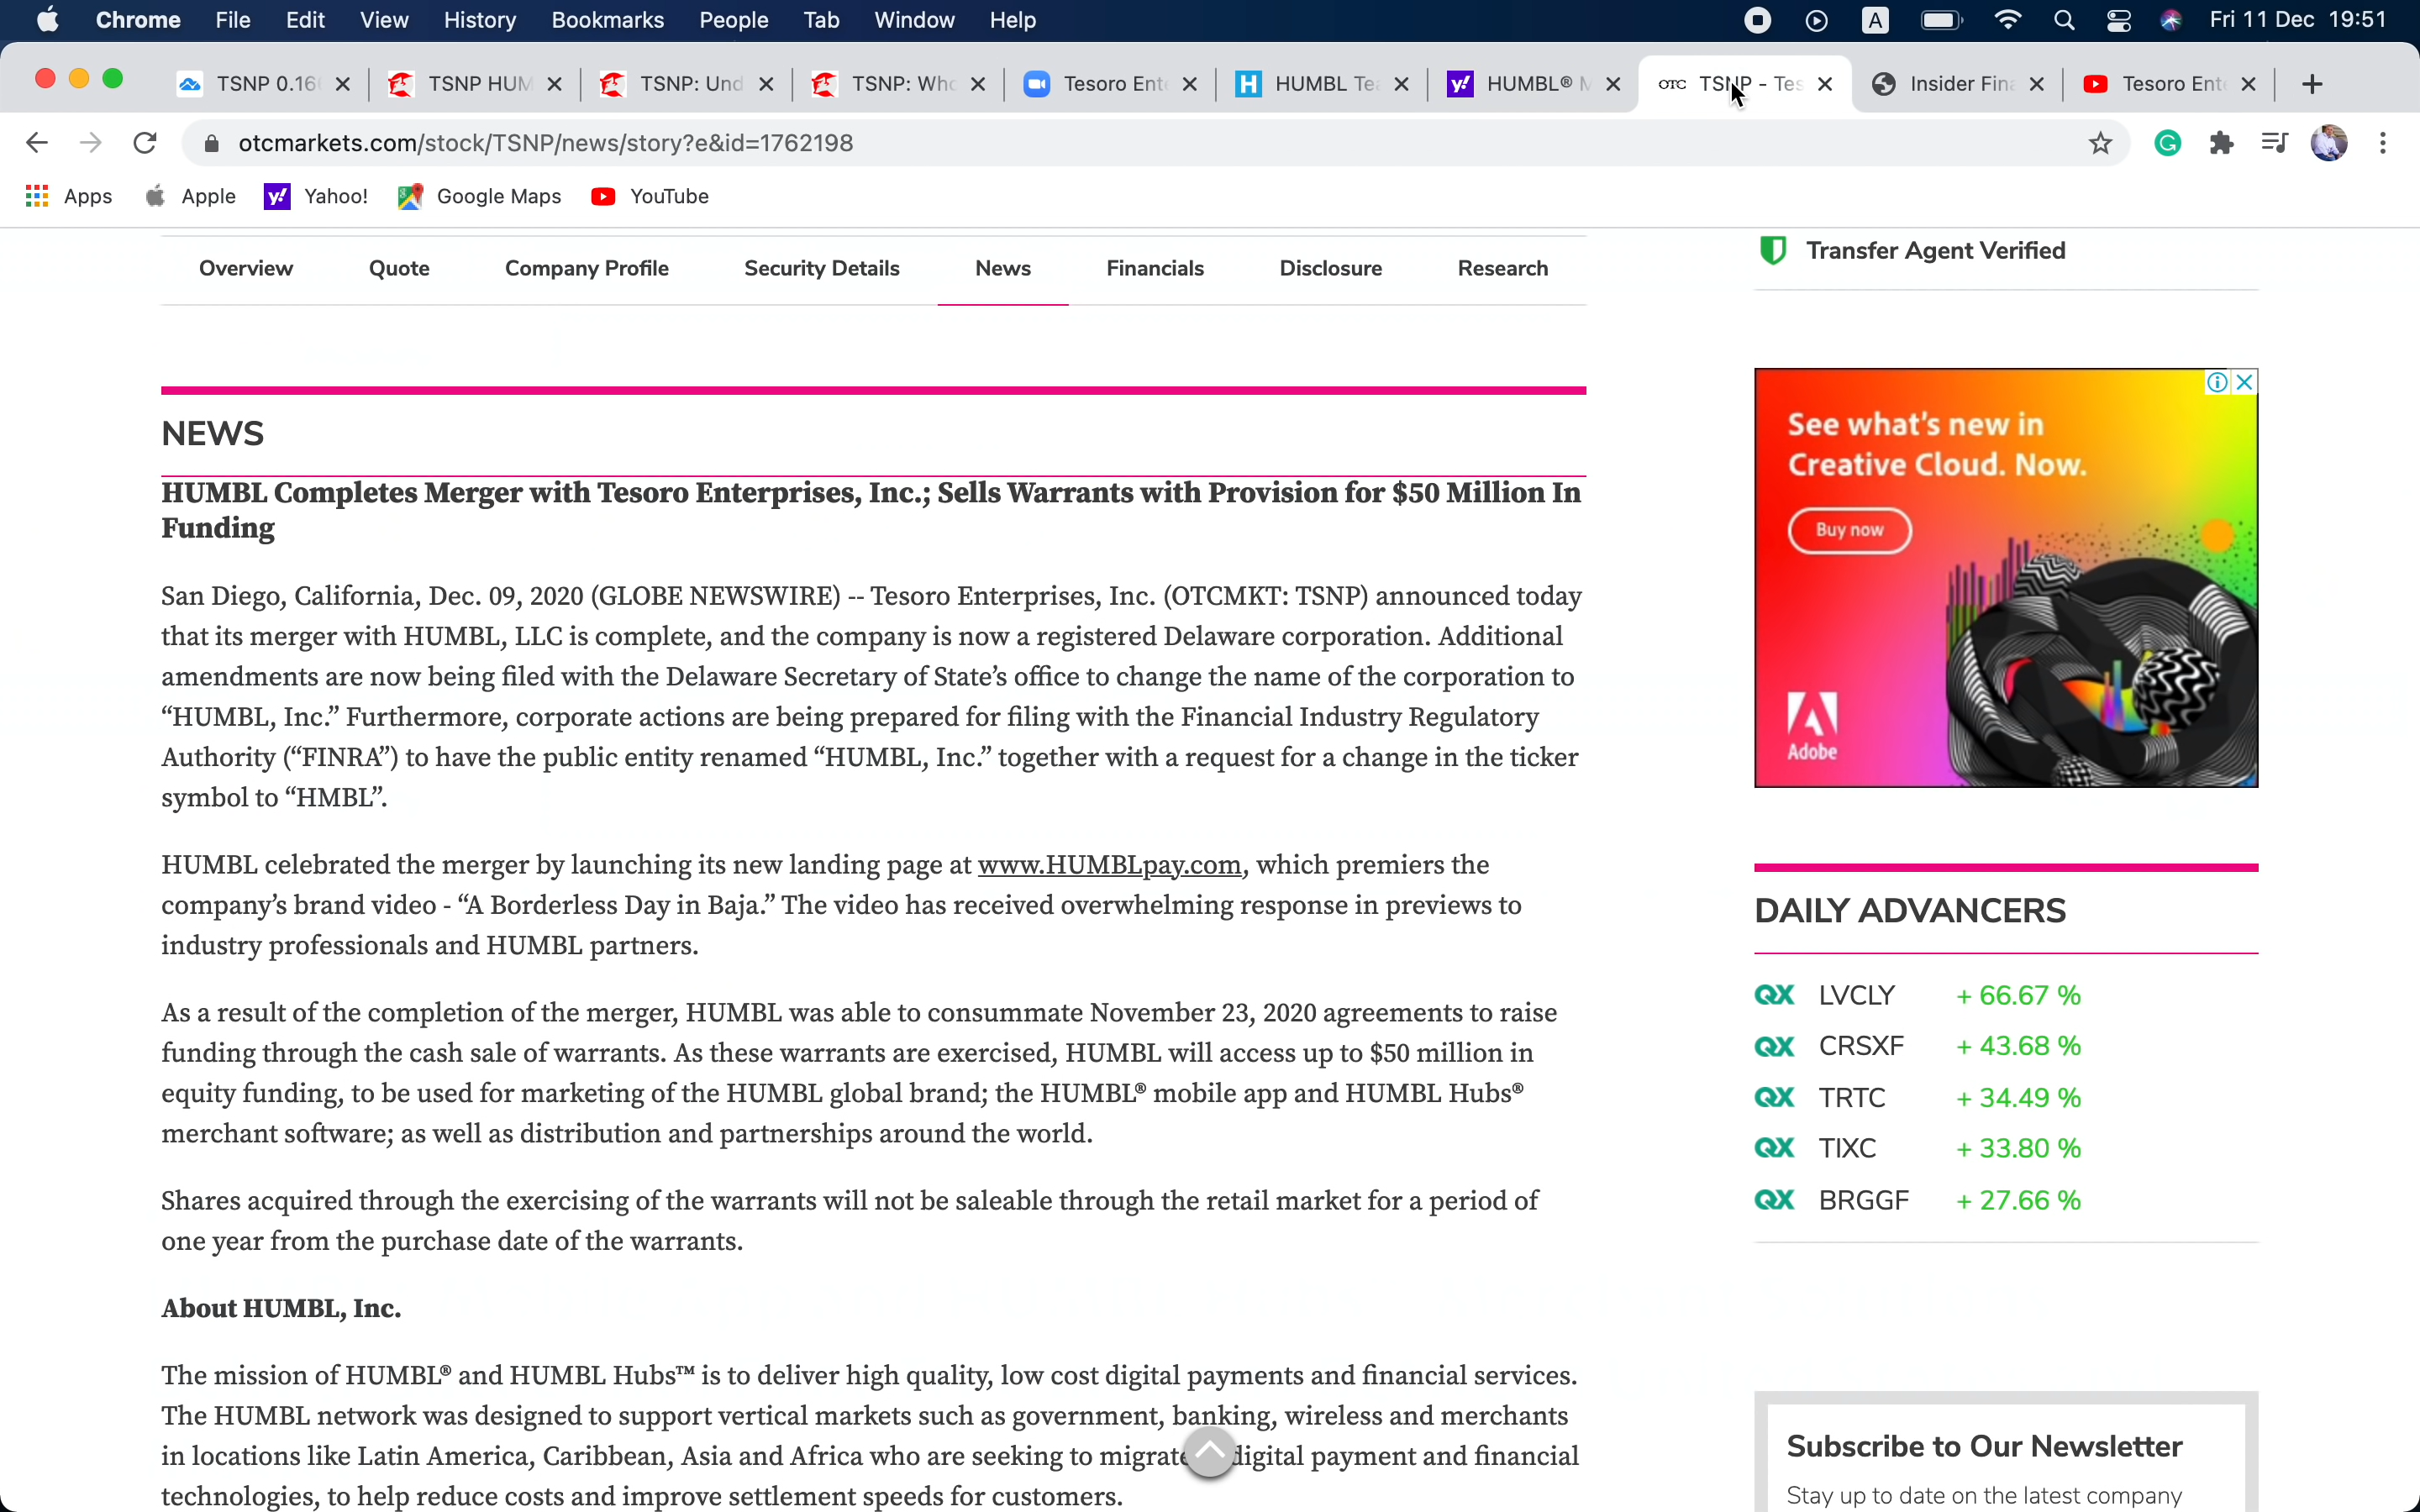 Chrome File Edit View History Bookmarks People Tab Window Help A Fri 11 Dec 19:51
TSNP 0.16 TSNP HUM TSNP: Und TSNP: Who Tesoro Ent HUMBL Tea HUMBL® M OTC TSNP - Tes Insider Fina Tesoro Ent
otcmarkets.com/stock/TSNP/news/story?e&id=1762198
Apps Apple Yahoo! Google Maps YouTube
Overview Quote Company Profile Security Details News Financials Disclosure Research
Transfer Agent Verified
NEWS
HUMBL Completes Merger with Tesoro Enterprises, Inc.; Sells Warrants with Provision for $50 Million In
Funding
San Diego, California, Dec. 09, 2020 (GLOBE NEWSWIRE) -- Tesoro Enterprises, Inc. (OTCMKT: TSNP) announced today
that its merger with HUMBL, LLC is complete, and the company is now a registered Delaware corporation. Additional
amendments are now being filed with the Delaware Secretary of State’s office to change the name of the corporation to
“HUMBL, Inc.” Furthermore, corporate actions are being prepared for filing with the Financial Industry Regulatory
Authority (“FINRA”) to have the public entity renamed “HUMBL, Inc.” together with a request for a change in the ticker
symbol to “HMBL”.
HUMBL celebrated the merger by launching its new landing page at www.HUMBLpay.com, which premiers the
company’s brand video - “A Borderless Day in Baja.” The video has received overwhelming response in previews to
industry professionals and HUMBL partners.
As a result of the completion of the merger, HUMBL was able to consummate November 23, 2020 agreements to raise
funding through the cash sale of warrants. As these warrants are exercised, HUMBL will access up to $50 million in
equity funding, to be used for marketing of the HUMBL global brand; the HUMBL® mobile app and HUMBL Hubs®
merchant software; as well as distribution and partnerships around the world.
Shares acquired through the exercising of the warrants will not be saleable through the retail market for a period of
one year from the purchase date of the warrants.
About HUMBL, Inc.
The mission of HUMBL® and HUMBL Hubs™ is to deliver high quality, low cost digital payments and financial services.
The HUMBL network was designed to support vertical markets such as government, banking, wireless and merchants
in locations like Latin America, Caribbean, Asia and Africa who are seeking to migrate digital payment and financial
technologies, to help reduce costs and improve settlement speeds for customers.
See what's new in
Creative Cloud. Now.
Buy now
Adobe
DAILY ADVANCERS
QX LVCLY + 66.67 %
QX CRSXF + 43.68 %
QX TRTC + 34.49 %
QX TIXC + 33.80 %
QX BRGGF + 27.66 %
Subscribe to Our Newsletter
Stay up to date on the latest company